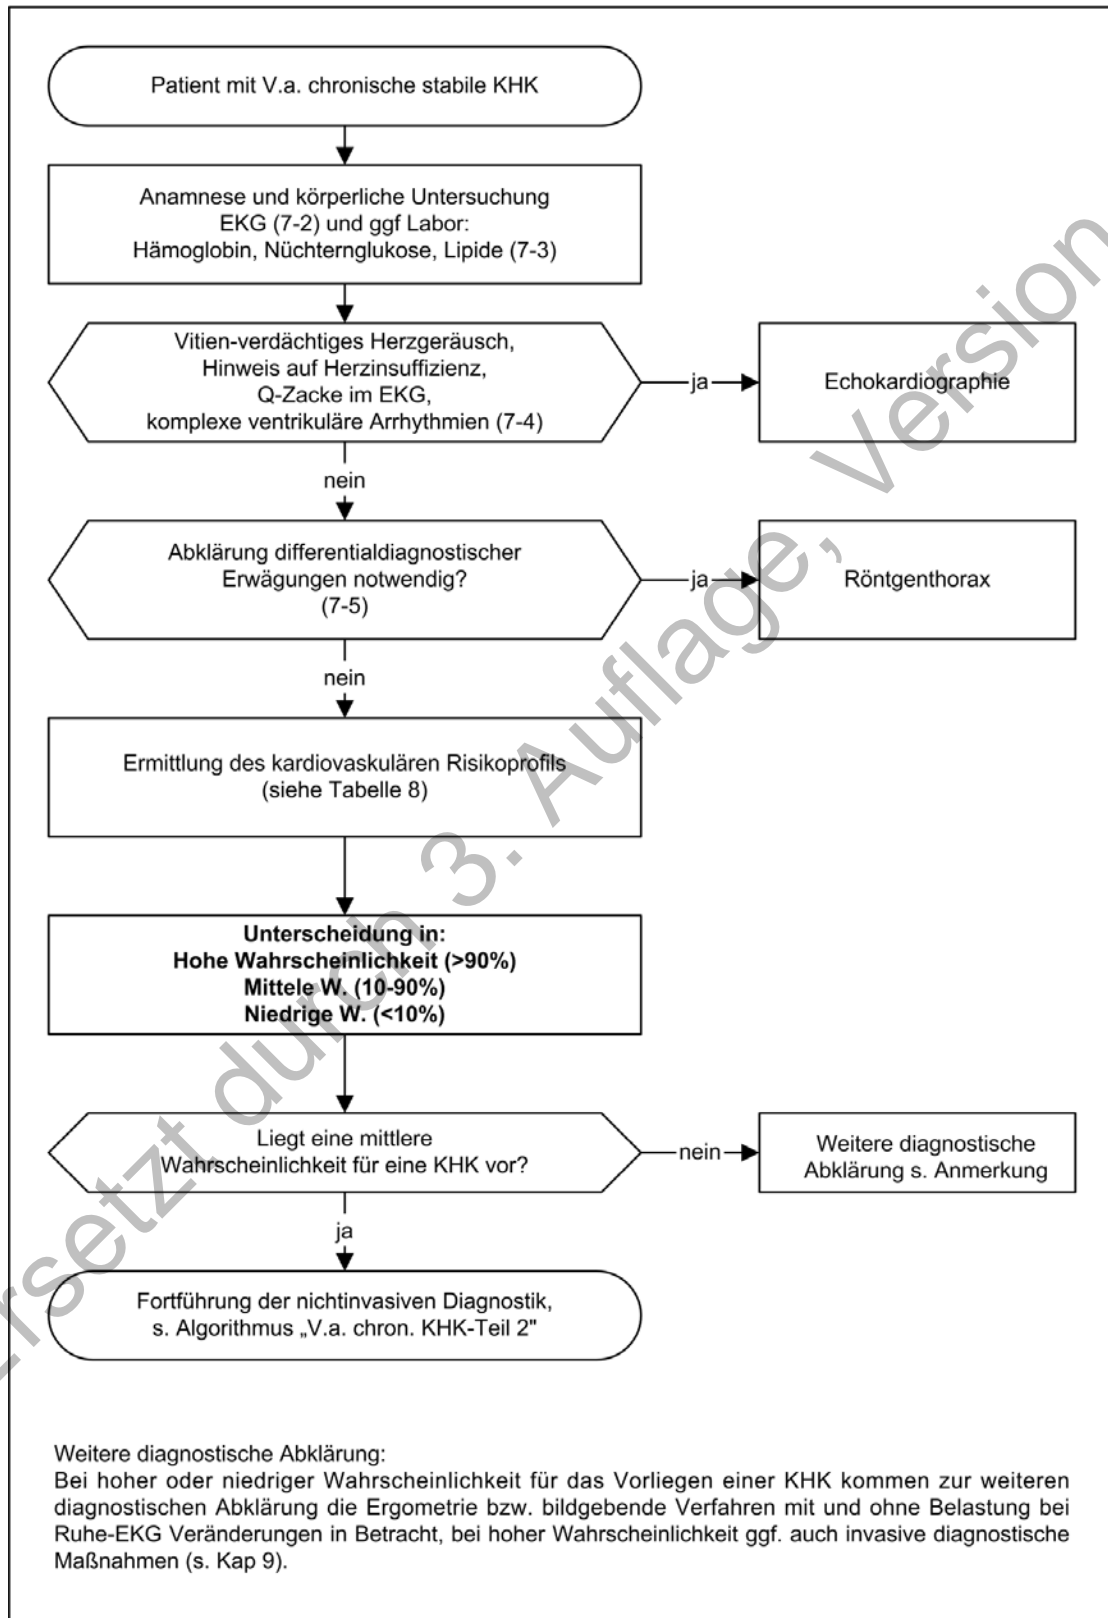 Patient mit V.a. chronische stabile KHK
Anamnese und körperliche Untersuchung
EKG (7-2) und ggf Labor:
Hämoglobin, Nüchternglukose, Lipide (7-3)
Vitien-verdächtiges Herzgeräusch,
Hinweis auf Herzinsuffizienz,
Q-Zacke im EKG,
komplexe ventrikuläre Arrhythmien (7-4)
ja
Echokardiographie
nein
Abklärung differentialdiagnostischer
Erwägungen notwendig?
(7-5)
ja
Röntgenthorax
nein
Ermittlung des kardiovaskulären Risikoprofils
(siehe Tabelle 8)
Unterscheidung in:
Hohe Wahrscheinlichkeit (>90%)
Mittele W. (10-90%)
Niedrige W. (<10%)
Liegt eine mittlere
Wahrscheinlichkeit für eine KHK vor?
nein
Weitere diagnostische
Abklärung s. Anmerkung
ja
Fortführung der nichtinvasiven Diagnostik,
s. Algorithmus „V.a. chron. KHK-Teil 2"
Weitere diagnostische Abklärung:
Bei hoher oder niedriger Wahrscheinlichkeit für das Vorliegen einer KHK kommen zur weiteren
diagnostischen Abklärung die Ergometrie bzw. bildgebende Verfahren mit und ohne Belastung bei
Ruhe-EKG Veränderungen in Betracht, bei hoher Wahrscheinlichkeit ggf. auch invasive diagnostische
Maßnahmen (s. Kap 9).
ersetzt durch 3. Auflage, Version